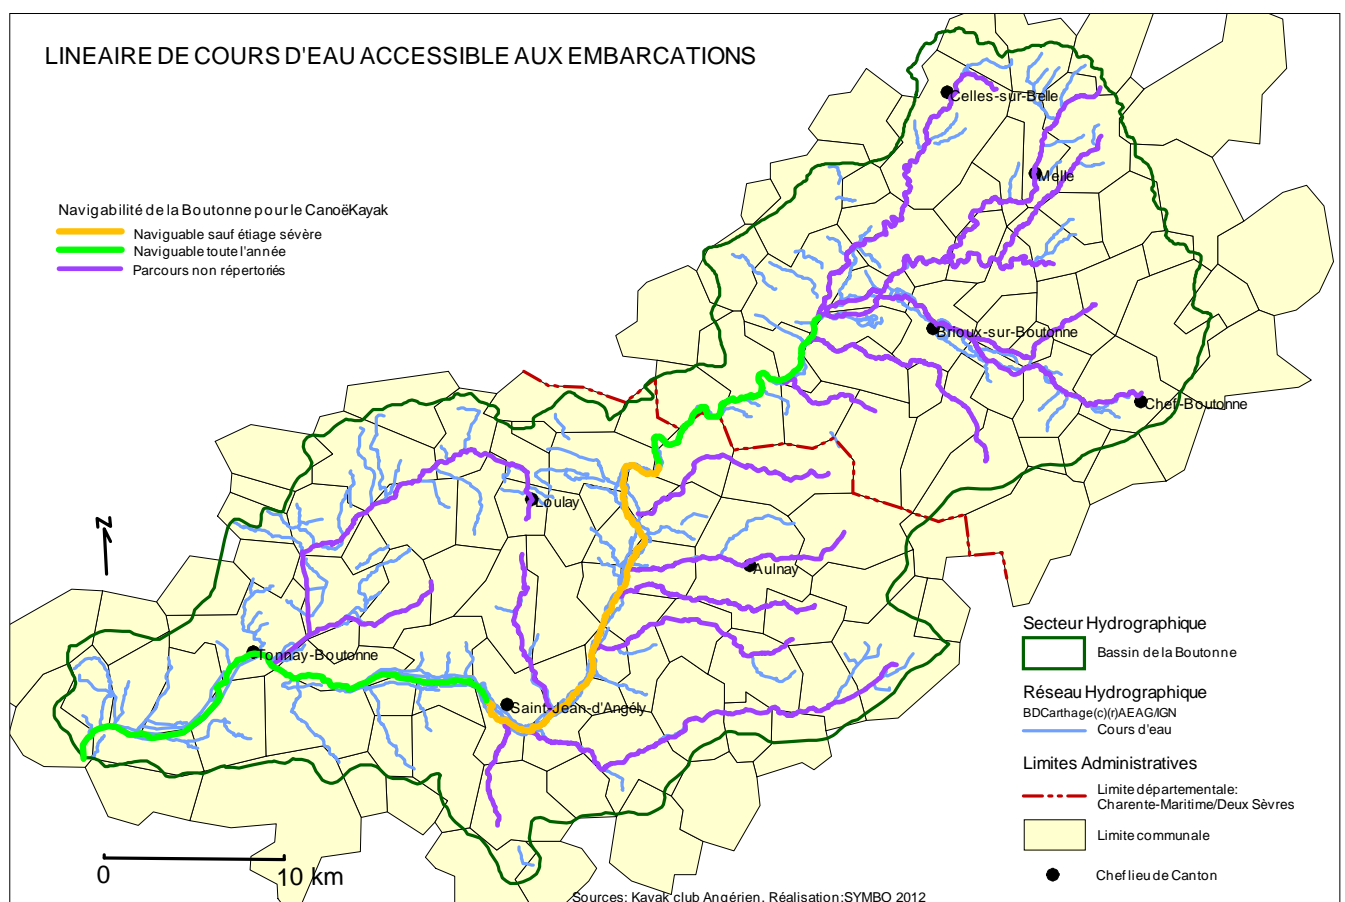 LINEAIRE DE COURS D'EAU ACCESSIBLE AUX EMBARCATIONS
Navigabilité de la Boutonne pour le CanoëKayak
Naviguable sauf étiage sévère
Naviguable toute l'année
Parcours non répertoriés
Celles-sur-Belle
Melle
Brioux-sur-Boutonne
Chef-Boutonne
Loulay
Aulnay
Tonnay-Boutonne
Saint-Jean-d'Angély
N
Secteur Hydrographique
Bassin de la Boutonne
Réseau Hydrographique
BDCarthage(c)(r)AEAG/IGN
Cours d'eau
Limites Administratives
Limite départementale:
Charente-Maritime/Deux Sèvres
Limite communale
Chef lieu de Canton
0 10 km
Sources: Kayak club Angérien, Réalisation:SYMBO 2012